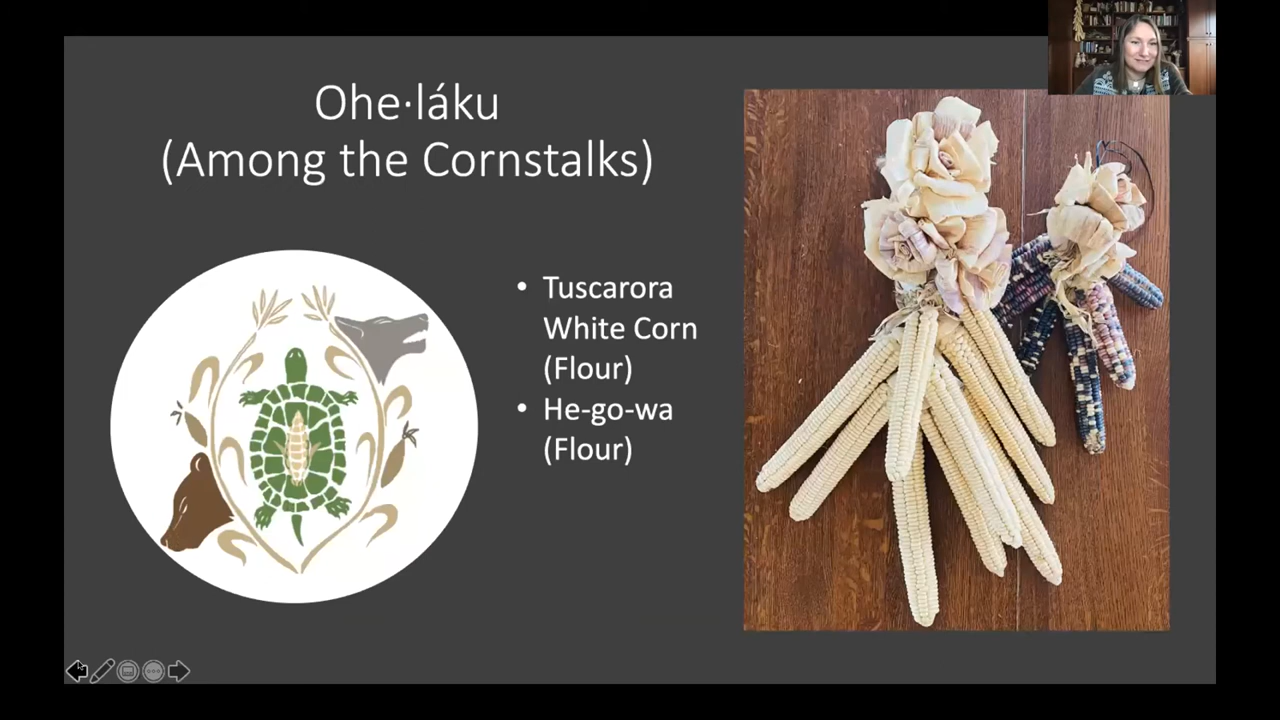 Ohe·láku
(Among the Cornstalks)
• Tuscarora
White Corn
(Flour)
• He-go-wa
(Flour)